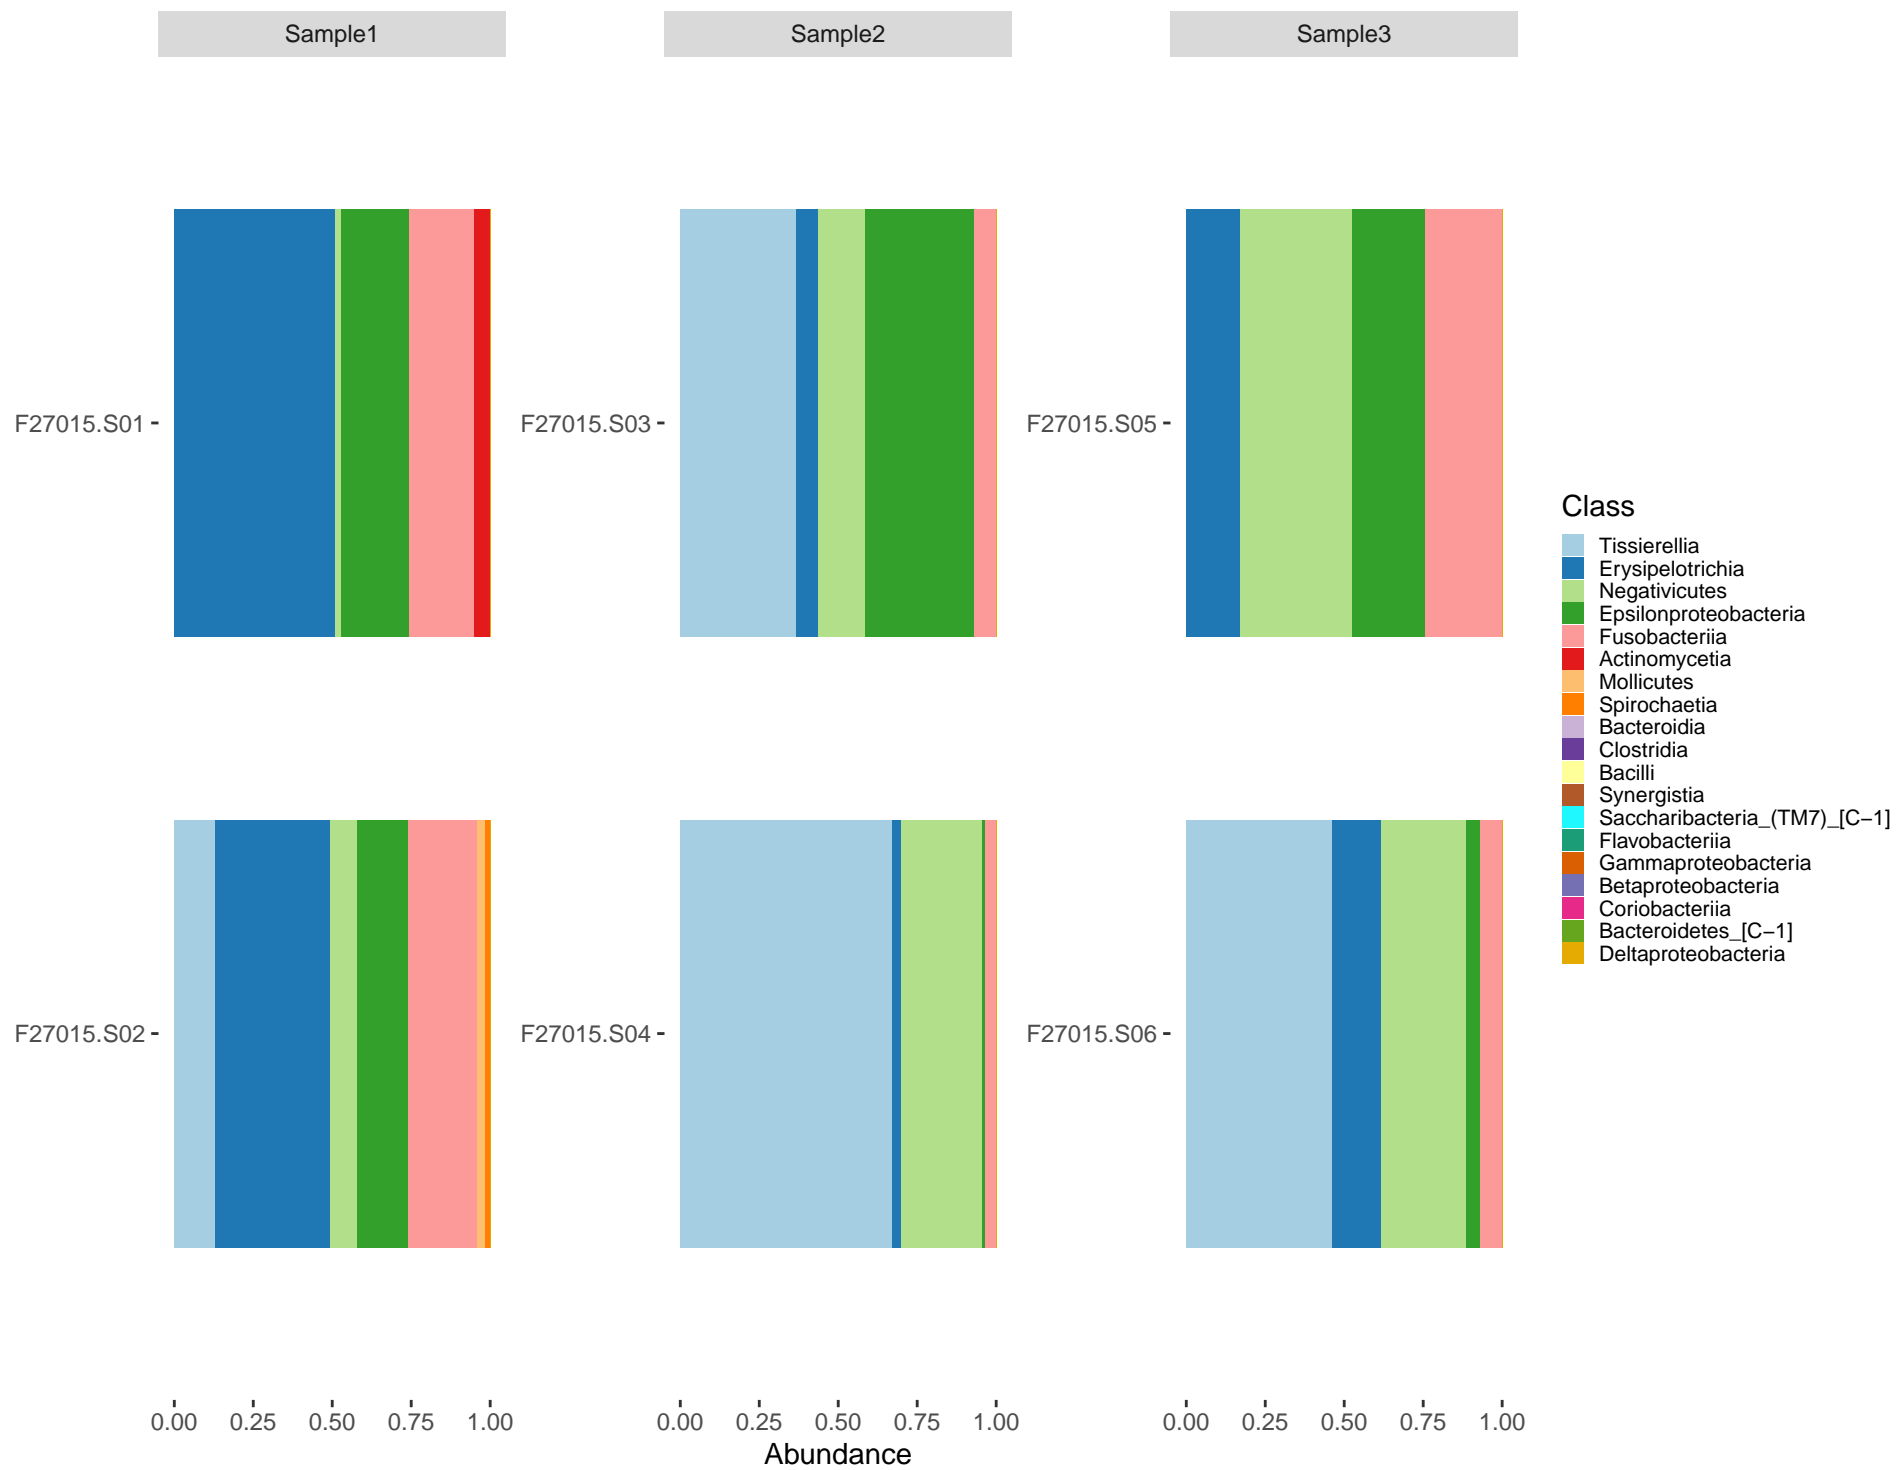 Sample1
Sample2
Sample3
F27015.S01
F27015.S03
F27015.S05
F27015.S02
F27015.S04
F27015.S06
Class
Tissierellia
Erysipelotrichia
Negativicutes
Epsilonproteobacteria
Fusobacteriia
Actinomycetia
Mollicutes
Spirochaetia
Bacteroidia
Clostridia
Bacilli
Synergistia
Saccharibacteria_(TM7)_[C−1]
Flavobacteriia
Gammaproteobacteria
Betaproteobacteria
Coriobacteriia
Bacteroidetes_[C−1]
Deltaproteobacteria
0.00 0.25 0.50 0.75 1.00
0.00 0.25 0.50 0.75 1.00
0.00 0.25 0.50 0.75 1.00
Abundance